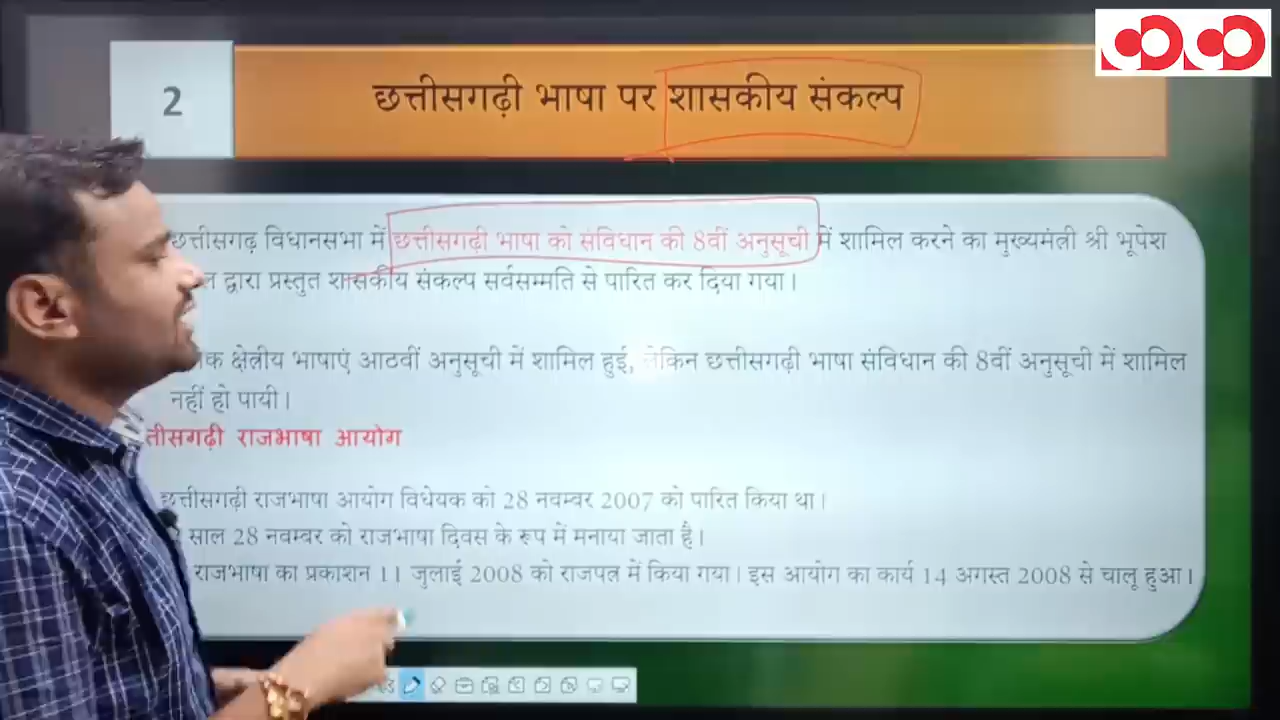 2
छत्तीसगढ़ी भाषा पर शासकीय संकल्प
छत्तीसगढ़ विधानसभा में छत्तीसगढ़ी भाषा को संविधान की 8वीं अनुसूची में शामिल करने का मुख्यमंत्री श्री भूपेश
द्वारा प्रस्तुत शासकीय संकल्प सर्वसम्मति से पारित कर दिया गया।
क्षेत्रीय भाषाएं आठवीं अनुसूची में शामिल हुई, लेकिन छत्तीसगढ़ी भाषा संविधान की 8वीं अनुसूची में शामिल
नहीं हो पायी।
राजभाषा आयोग
छत्तीसगढ़ी राजभाषा आयोग विधेयक को 28 नवम्बर 2007 को पारित किया था।
साल 28 नवम्बर को राजभाषा दिवस के रूप में मनाया जाता है।
राजभाषा का प्रकाशन 11 जुलाई 2008 को राजपत्र में किया गया। इस आयोग का कार्य 14 अगस्त 2008 से चालू हुआ।